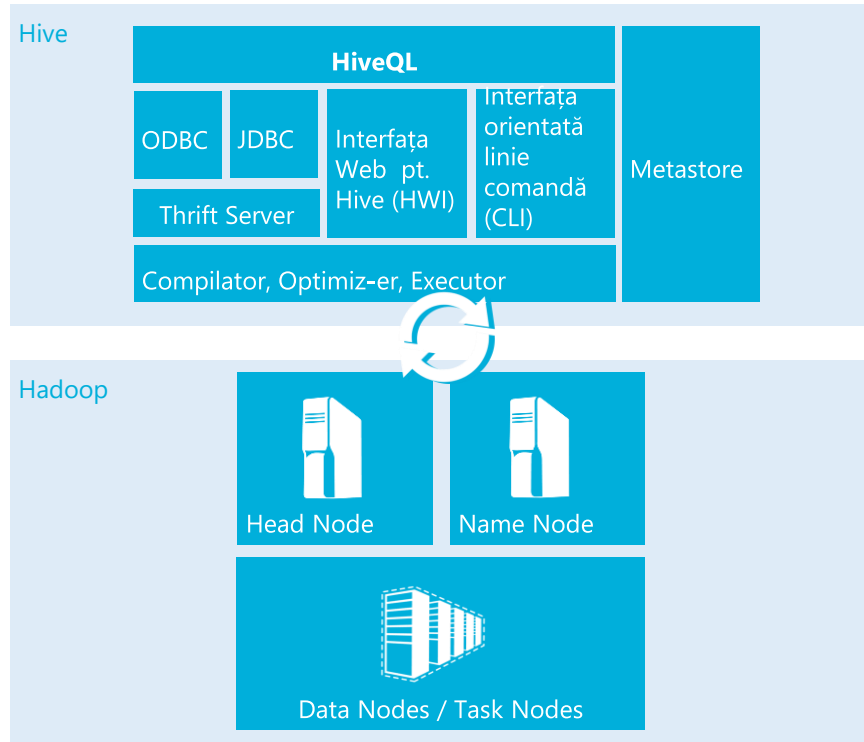 Hive
HiveQL
ODBC
JDBC
Interfața
Web pt.
Hive (HWI)
Interfața
orientată
linie
comandă
(CLI)
Metastore
Thrift Server
Compilator, Optimiz-er, Executor
Hadoop
Head Node
Name Node
Data Nodes / Task Nodes